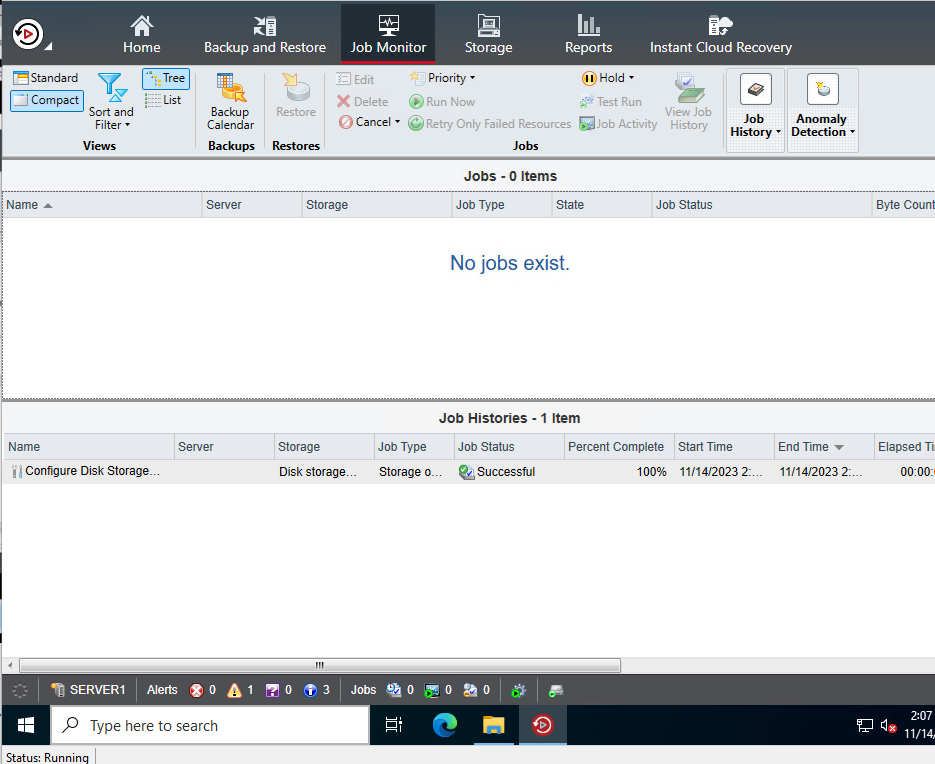 Home
Backup and Restore
Job Monitor
Storage
Reports
Instant Cloud Recovery
Standard
Compact
Sort and
Filter
Tree
List
Views
Backup
Calendar
Backups
Restore
Restores
Edit
Delete
Cancel
Priority
Run Now
Retry Only Failed Resources
Hold
Test Run
Job Activity
View Job
History
Jobs
Job
History
Anomaly
Detection
Jobs - 0 Items
Name Server Storage Job Type State Job Status Byte Count
No jobs exist.
Job Histories - 1 Item
Name Server Storage Job Type Job Status Percent Complete Start Time End Time Elapsed
Configure Disk Storage... Disk storage... Storage o... Successful 100% 11/14/2023 2:... 11/14/2023 2:... 00:00:
SERVER1 Alerts 0 1 0 3 Jobs 0 0 0
Type here to search
2:07
11/14/
Status: Running